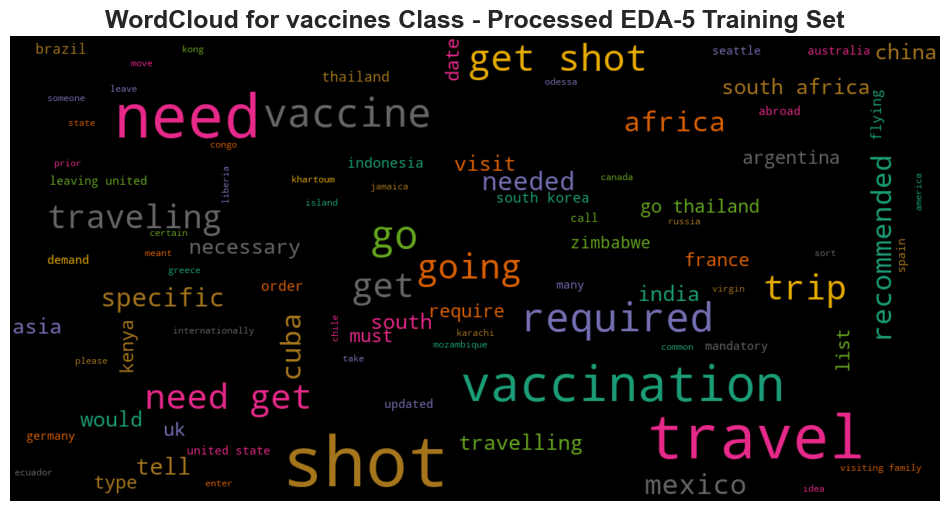 WordCloud for vaccines Class - Processed EDA-5 Training Set
brazil
kong
move
date
get shot
seattle
australia
china
thailand
odessa
someone
leave
need
vaccine
south africa
abroad
flying
state
africa
congo
prior
indonesia
visit
argentina
leaving united
liberia
khartoum
jamaica
needed
canada
recommended
america
island
south korea
go thailand
traveling
call
russia
certain
go
zimbabwe
necessary
meant
sort
spain
demand
greece
going
france
specific
order
get
many
india
virgin
trip
asia
kenya
internationally
cuba
chile
south
require
required
must
karachi
mozambique
common
mandatory
list
please
take
need get
vaccination
updated
would
uk
germany
united state
travelling
travel
tell
shot
visiting family
ecuador
type
enter
mexico
idea